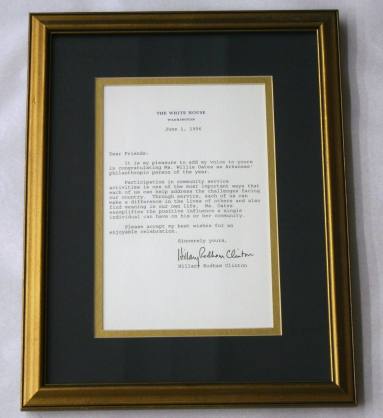 THE WHITE HOUSE
WASHINGTON
June 1, 1996
Dear Friends:
It is my pleasure to add my voice to yours
in congratulating Ms. Willie Oates as Arkansas'
philanthropic person of the year.
Participation in community service
activities is one of the most important ways that
each of us can help address the challenges facing
our country. Through service, each of us can
make a difference in the lives of others and also
find meaning in our own life. Ms. Oates
exemplifies the positive influence a single
individual can have on his or her community.
Please accept my best wishes for an
enjoyable celebration.
Sincerely yours,
Hillary Rodham Clinton
Hillary Rodham Clinton